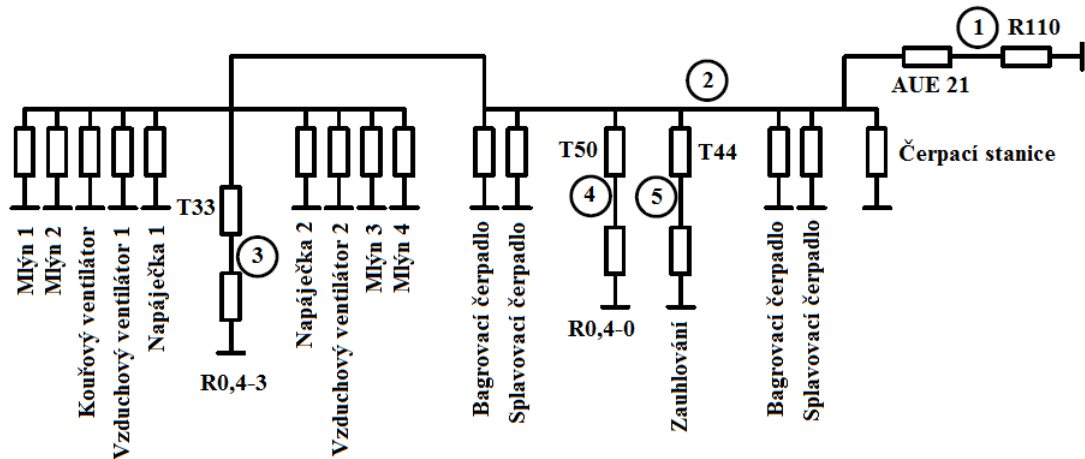 1
R110
AUE 21
2
T50
T44
Čerpací stanice
4
5
T33
3
R0,4-3
R0,4-0
Mlýn 1
Mlýn 2
Kouřový ventilátor
Vzduchový ventilátor 1
Napáječka 1
Napáječka 2
Vzduchový ventilátor 2
Mlýn 3
Mlýn 4
Bagrovací čerpadlo
Splavovací čerpadlo
Zauhlování
Bagrovací čerpadlo
Splavovací čerpadlo